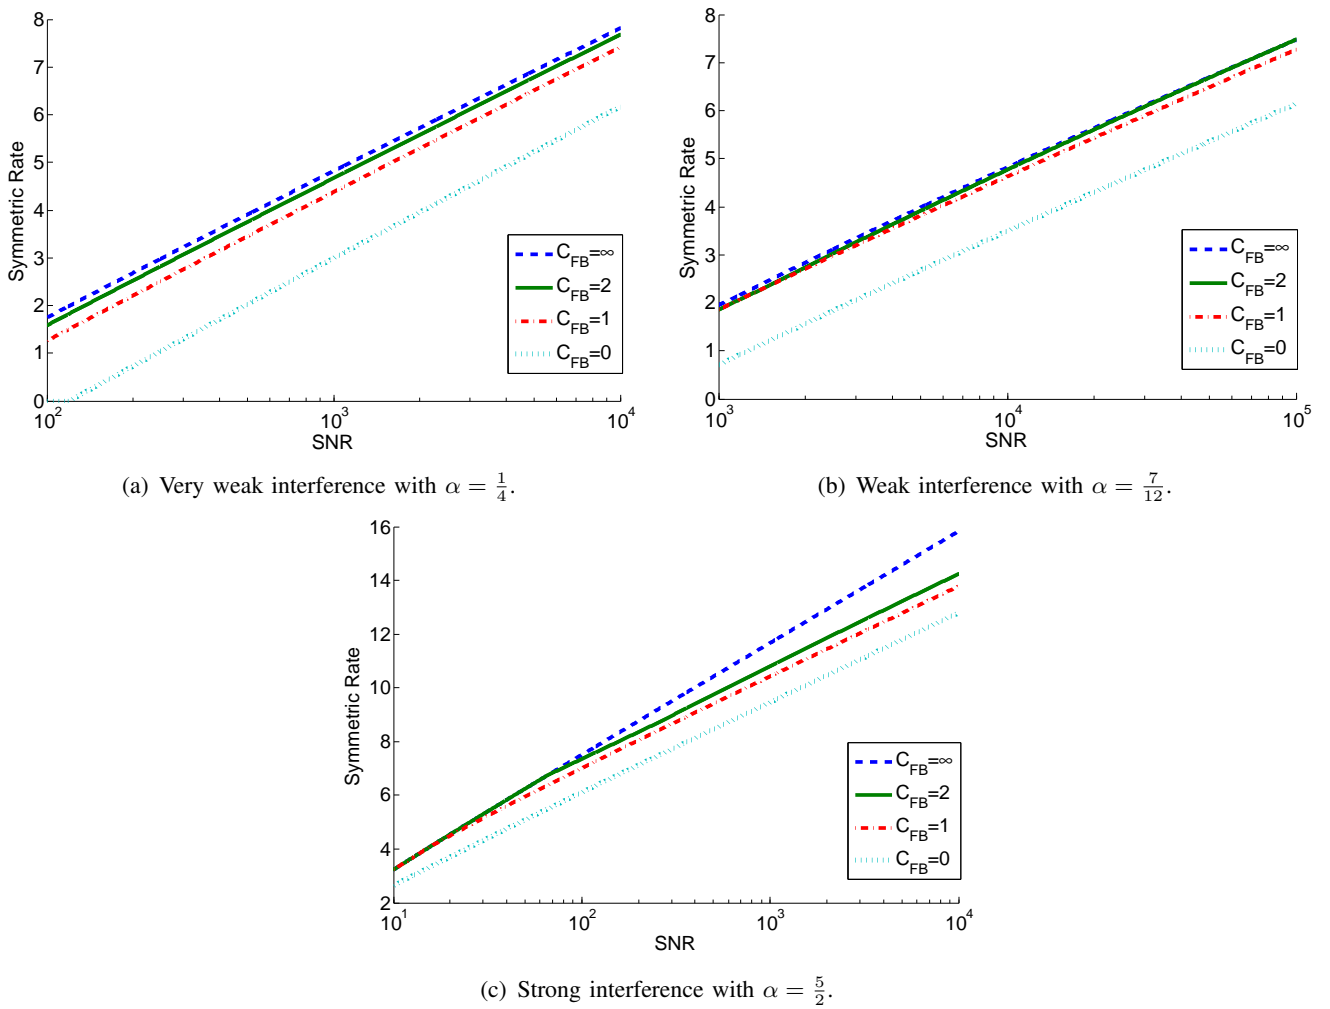 8
7
6
5
4
3
2
1
0
Symmetric Rate
10^2
10^3
10^4
SNR
C_FB=∞
C_FB=2
C_FB=1
C_FB=0
(a) Very weak interference with α = 1/4.
8
7
6
5
4
3
2
1
0
Symmetric Rate
10^3
10^4
10^5
SNR
C_FB=∞
C_FB=2
C_FB=1
C_FB=0
(b) Weak interference with α = 7/12.
16
14
12
10
8
6
4
2
Symmetric Rate
10^1
10^2
10^3
10^4
SNR
C_FB=∞
C_FB=2
C_FB=1
C_FB=0
(c) Strong interference with α = 5/2.